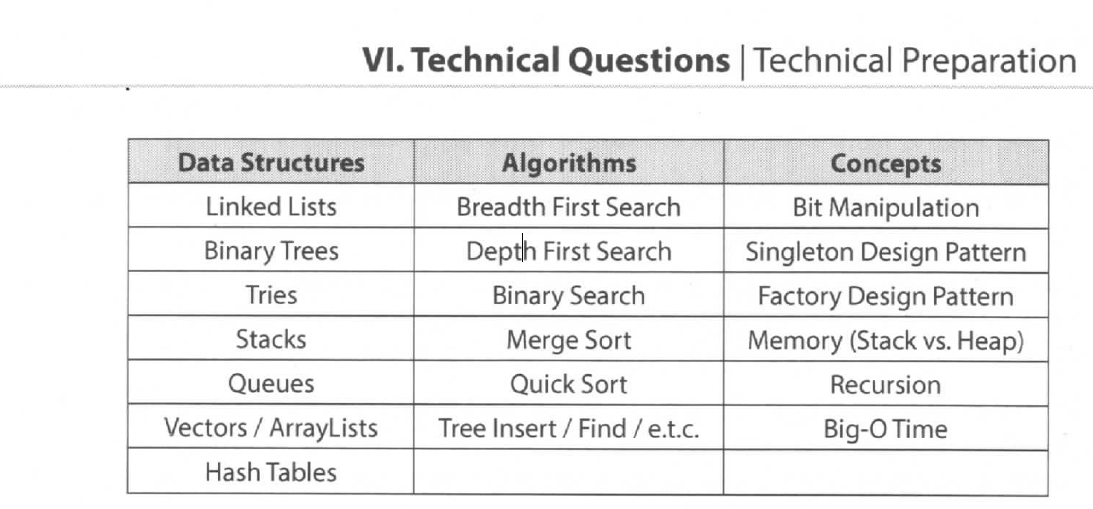 VI. Technical Questions | Technical Preparation
Data Structures Algorithms Concepts
Linked Lists Breadth First Search Bit Manipulation
Binary Trees Depth First Search Singleton Design Pattern
Tries Binary Search Factory Design Pattern
Stacks Merge Sort Memory (Stack vs. Heap)
Queues Quick Sort Recursion
Vectors / ArrayLists Tree Insert / Find / e.t.c. Big-O Time
Hash Tables